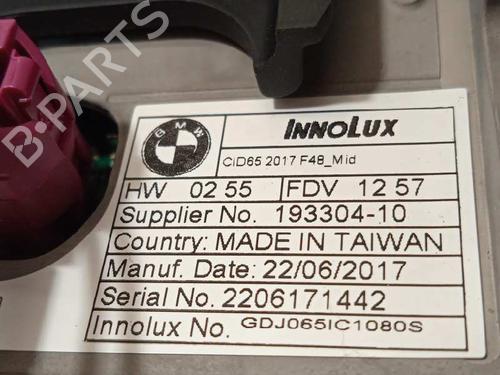 B-PARTS
BMW
INNOLUX
CID65 2017 F48_Mid
HW 02 55 FDV 12 57
Supplier No. 193304-10
Country: MADE IN TAIWAN
Manuf. Date: 22/06/2017
Serial No. 2206171442
Innolux No. GDJ065IC1080S